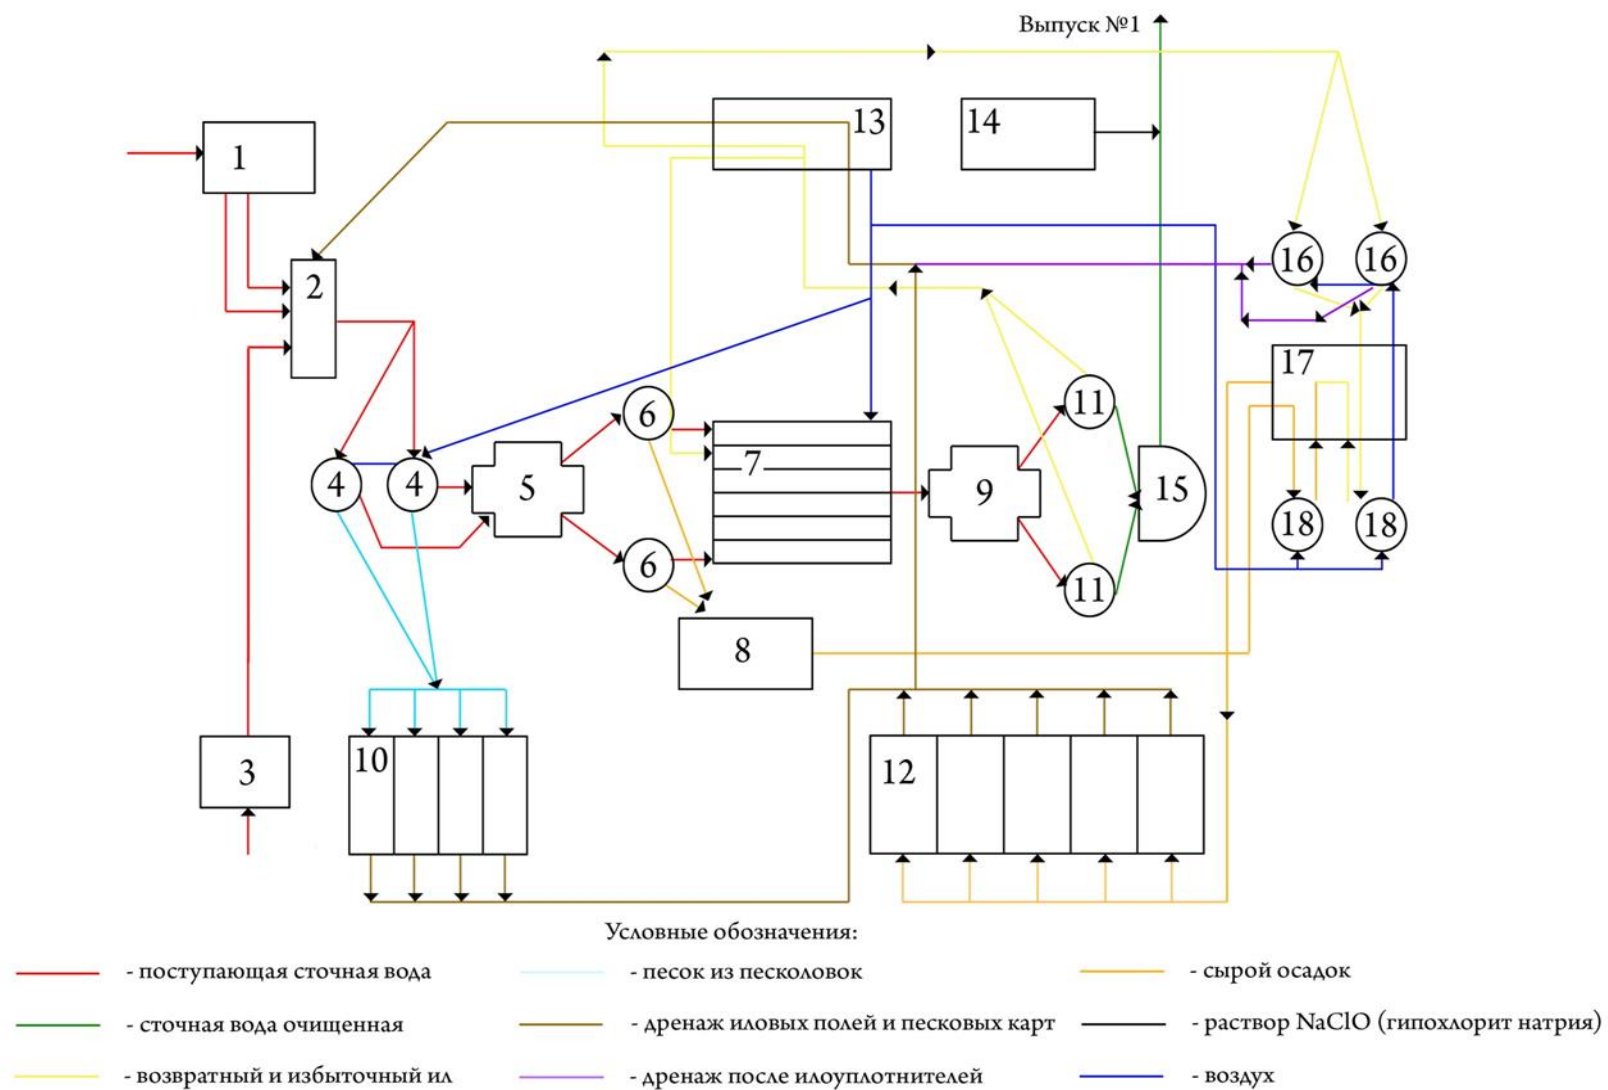 Выпуск №1
13
14
1
16
16
2
17
6
11
7
4
4
5
9
15
18
18
6
11
8
10
12
3
Условные обозначения:
- поступающая сточная вода
- песок из песколовок
- сырой осадок
- сточная вода очищенная
- дренаж иловых полей и песковых карт
- раствор NaClO (гипохлорит натрия)
- возвратный и избыточный ил
- дренаж после илоуплотнителей
- воздух